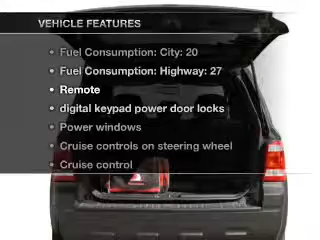 VEHICLE FEATURES
• Fuel Consumption: City: 20
• Fuel Consumption: Highway: 27
• Remote
• digital keypad power door locks
• Power windows
• Cruise controls on steering wheel
• Cruise control